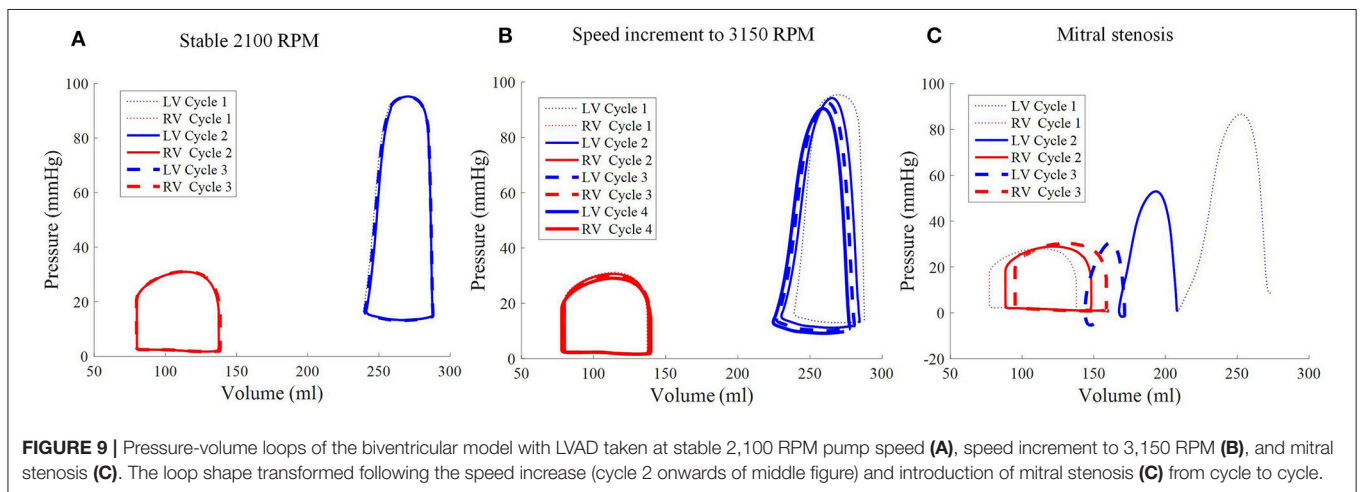 A
Stable 2100 RPM
100
80
60
40
20
0
Pressure (mmHg)
LV Cycle 1
RV Cycle 1
LV Cycle 2
RV Cycle 2
LV Cycle 3
RV Cycle 3
50 100 150 200 250 300
Volume (ml)
B
Speed increment to 3150 RPM
100
80
60
40
20
0
Pressure (mmHg)
LV Cycle 1
RV Cycle 1
LV Cycle 2
RV Cycle 2
LV Cycle 3
RV Cycle 3
LV Cycle 4
RV Cycle 4
50 100 150 200 250 300
Volume (ml)
C
Mitral stenosis
100
80
60
40
20
0
-20
Pressure (mmHg)
LV Cycle 1
RV Cycle 1
LV Cycle 2
RV Cycle 2
LV Cycle 3
RV Cycle 3
50 100 150 200 250 300
Volume (ml)
FIGURE 9 | Pressure-volume loops of the biventricular model with LVAD taken at stable 2,100 RPM pump speed (A), speed increment to 3,150 RPM (B), and mitral
stenosis (C). The loop shape transformed following the speed increase (cycle 2 onwards of middle figure) and introduction of mitral stenosis (C) from cycle to cycle.